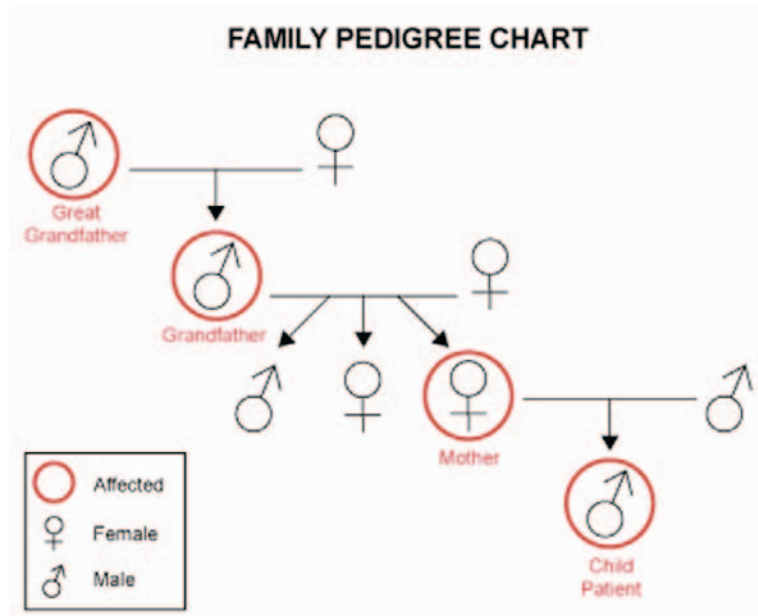 FAMILY PEDIGREE CHART
Great
Grandfather
Grandfather
Mother
Child
Patient
Affected
Female
Male